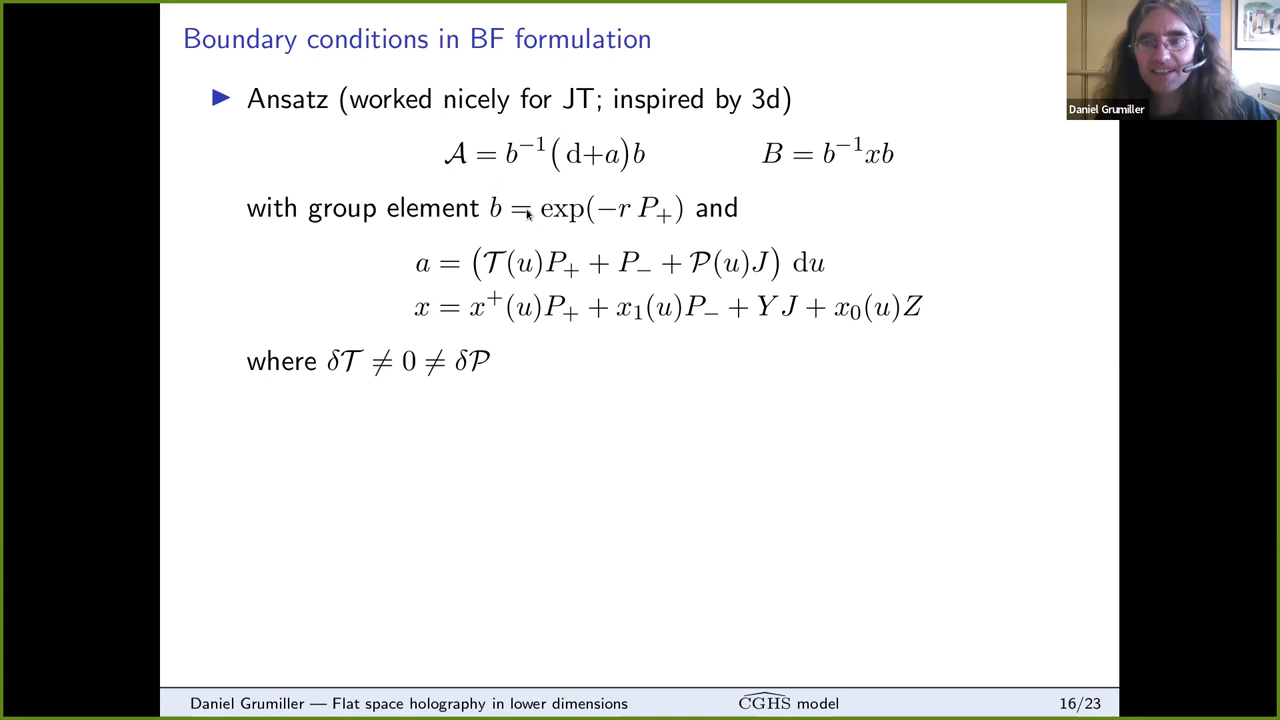 Boundary conditions in BF formulation
▶ Ansatz (worked nicely for JT; inspired by 3d)
𝒜 = b⁻¹(d+a)b B = b⁻¹xb
with group element b = exp(−r P₊) and
a = (𝒯(u)P₊ + P₋ + 𝒫(u)J) du
x = x⁺(u)P₊ + x₁(u)P₋ + Y J + x₀(u)Z
where δ𝒯 ≠ 0 ≠ δ𝒫
Daniel Grumiller
Daniel Grumiller — Flat space holography in lower dimensions $\widehat{\text{CGHS}}$ model 16/23